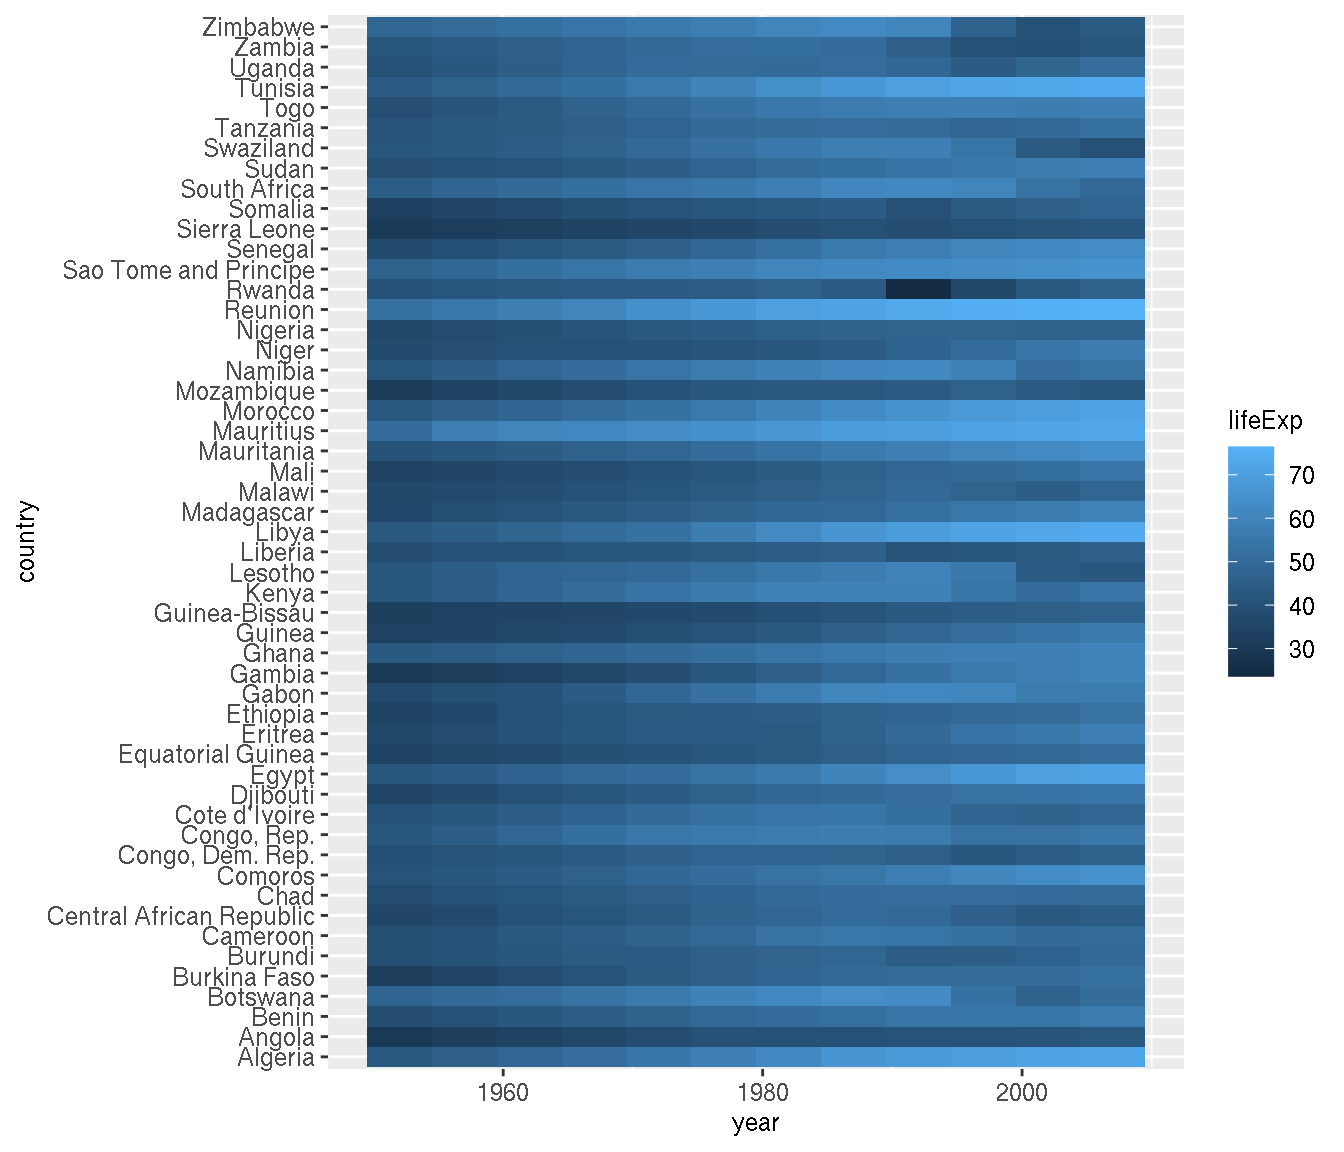 Zimbabwe
Zambia
Uganda
Tunisia
Togo
Tanzania
Swaziland
Sudan
South Africa
Somalia
Sierra Leone
Senegal
Sao Tome and Principe
Rwanda
Reunion
Nigeria
Niger
Namibia
Mozambique
Morocco
Mauritius
Mauritania
Mali
Malawi
Madagascar
Libya
Liberia
Lesotho
Kenya
Guinea-Bissau
Guinea
Ghana
Gambia
Gabon
Ethiopia
Eritrea
Equatorial Guinea
Egypt
Djibouti
Cote d'Ivoire
Congo, Rep.
Congo, Dem. Rep.
Comoros
Chad
Central African Republic
Cameroon
Burundi
Burkina Faso
Botswana
Benin
Angola
Algeria
country
1960 1980 2000
year
lifeExp
70
60
50
40
30